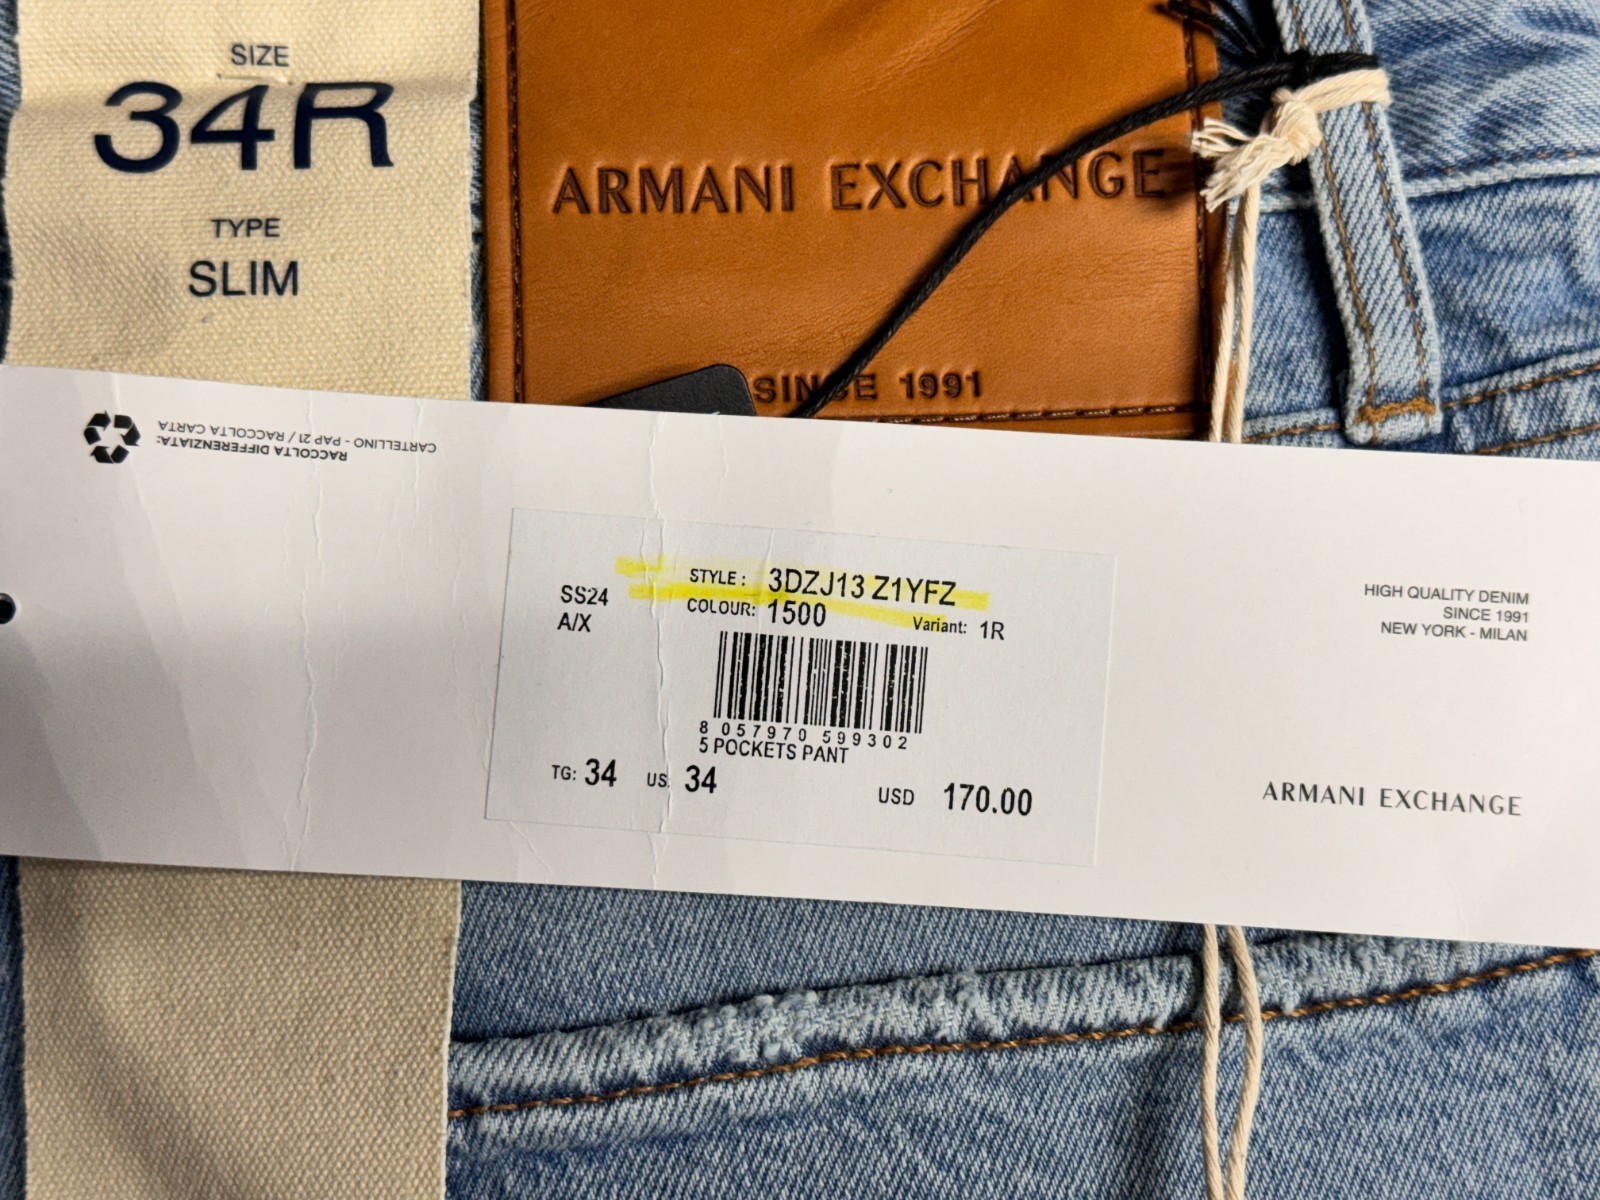 SIZE
34R
TYPE
SLIM
ARMANI EXCHANGE
SINCE 1991
RACCOLTA DIFFERENZIATA:
CARTELLINO - PAP 21 / RACCOLTA CARTA
SS24
A/X
STYLE: 3DZJ13 Z1YFZ
COLOUR: 1500
Variant: 1R
8 057970 599302
5 POCKETS PANT
TG: 34 US 34
USD 170.00
HIGH QUALITY DENIM
SINCE 1991
NEW YORK - MILAN
ARMANI EXCHANGE